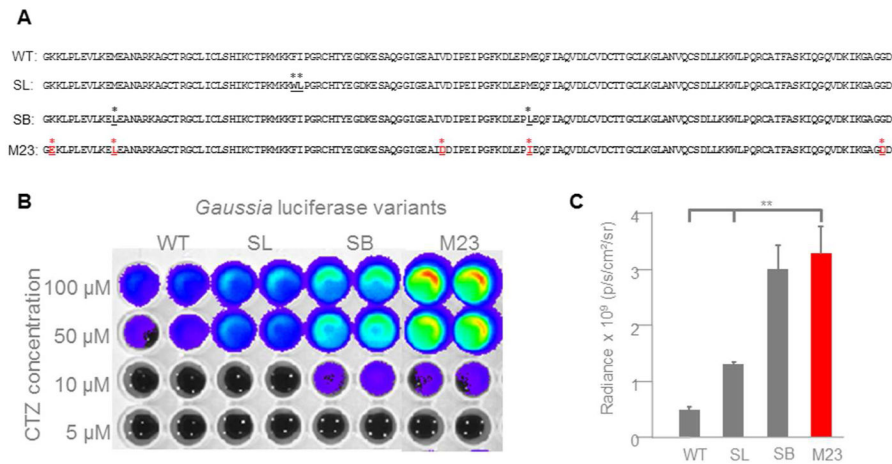 A
**
WT: GKKLPLEVLKEMEANARKAGCTRGCLICLSHIKCTPKMKKFIPGRCHTYEGDKESAQGGIGEAIVDIPEIPGFKDLEPMEQFIAQVDLCVDCTTGCLKGLANVQCSDLLKKWLPQRCATFASKIQGQVDKIKGAGGD
SL: GKKLPLEVLKEMEANARKAGCTRGCLICLSHIKCTPKMKKWLPGRCHTYEGDKESAQGGIGEAIVDIPEIPGFKDLEPMEQFIAQVDLCVDCTTGCLKGLANVQCSDLLKKWLPQRCATFASKIQGQVDKIKGAGGD
* *
SB: GKKLPLEVLKELEANARKAGCTRGCLICLSHIKCTPKMKKFIPGRCHTYEGDKESAQGGIGEAIVDIPEIPGFKDLEPLEQFIAQVDLCVDCTTGCLKGLANVQCSDLLKKWLPQRCATFASKIQGQVDKIKGAGGD
* * * * *
M23: GEKLPLEVLKELEANARKAGCTRGCLICLSHIKCTPKMKKFIPGRCHTYEGDKESAQGGIGEAIDDIPEIPGFKDLEPIEQFIAQVDLCVDCTTGCLKGLANVQCSDLLKKWLPQRCATFASKIQGQVDKIKGAGDD
B
Gaussia luciferase variants
WT SL SB M23
CTZ concentration
100 µM
50 µM
10 µM
5 µM
C
**
Radiance x 10⁹ (p/s/cm²/sr)
4
3
2
1
0
WT SL SB M23